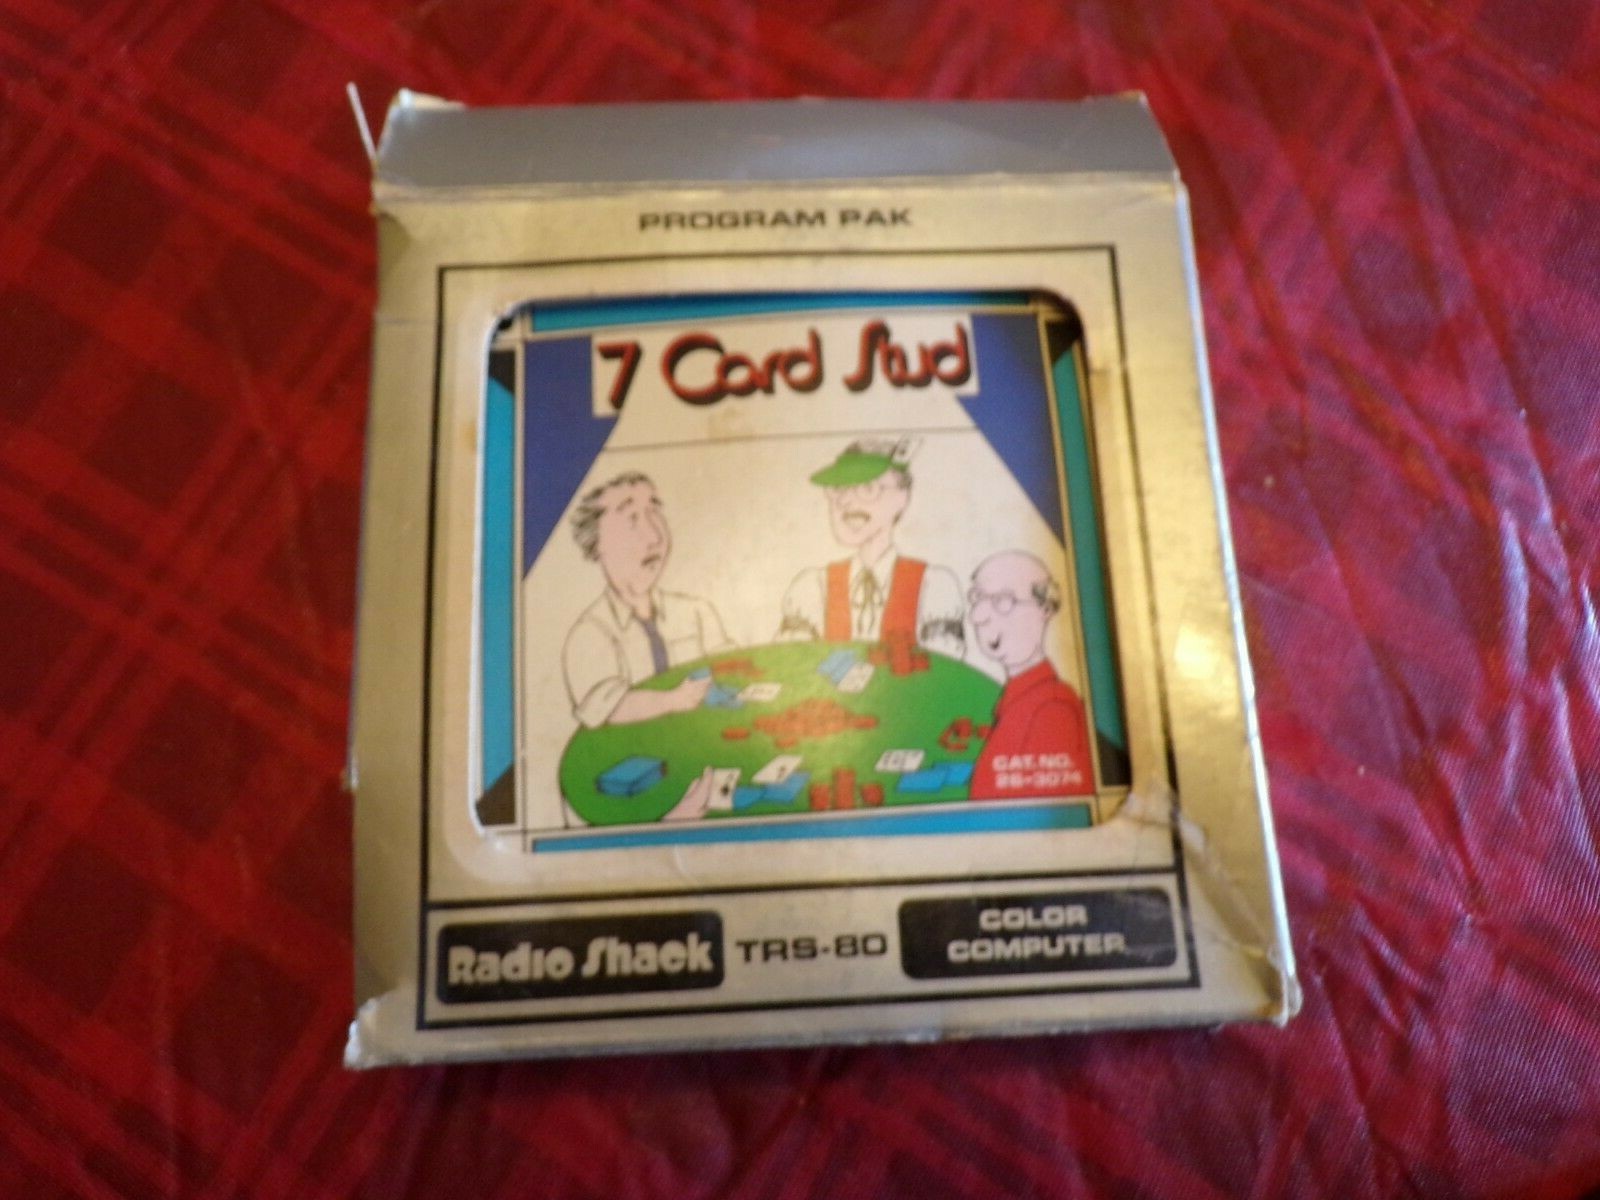 PROGRAM PAK
7 Card Stud
CAT. NO.
26-3074
Radio Shack TRS-80
COLOR
COMPUTER